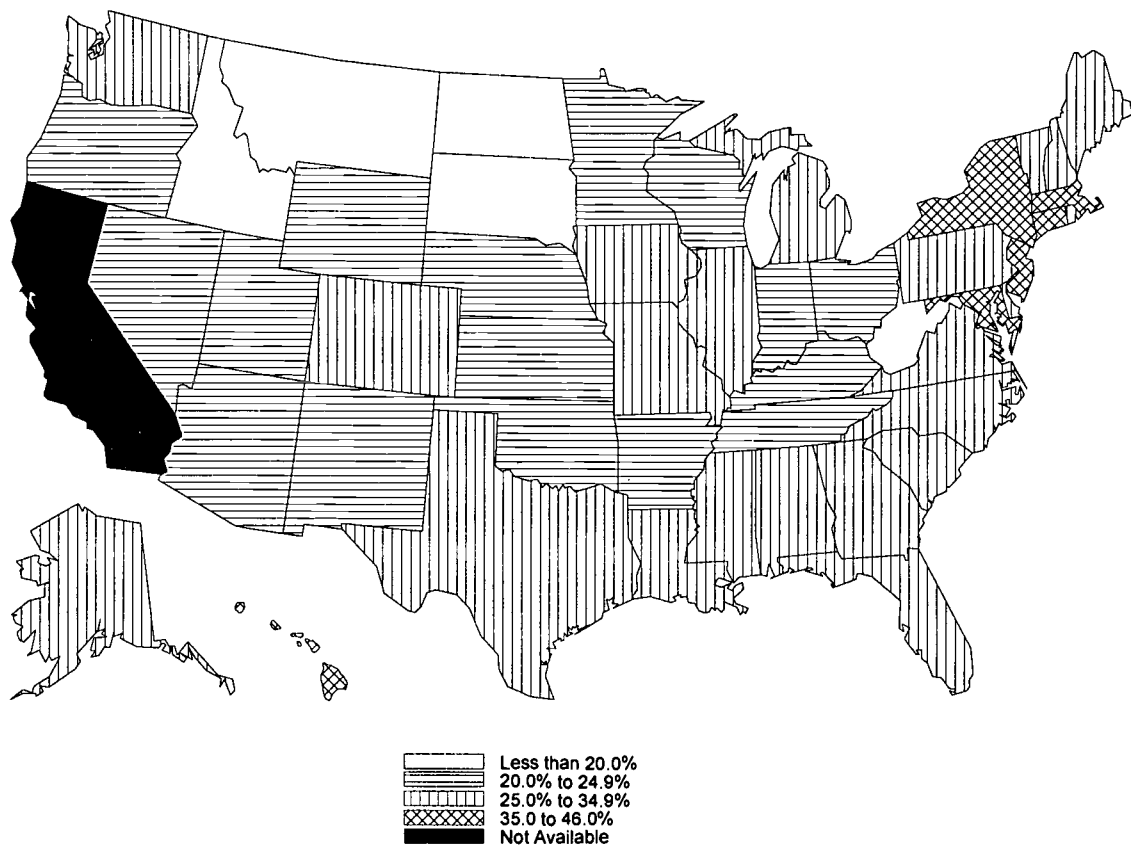 Less than 20.0%
20.0% to 24.9%
25.0% to 34.9%
35.0 to 46.0%
Not Available